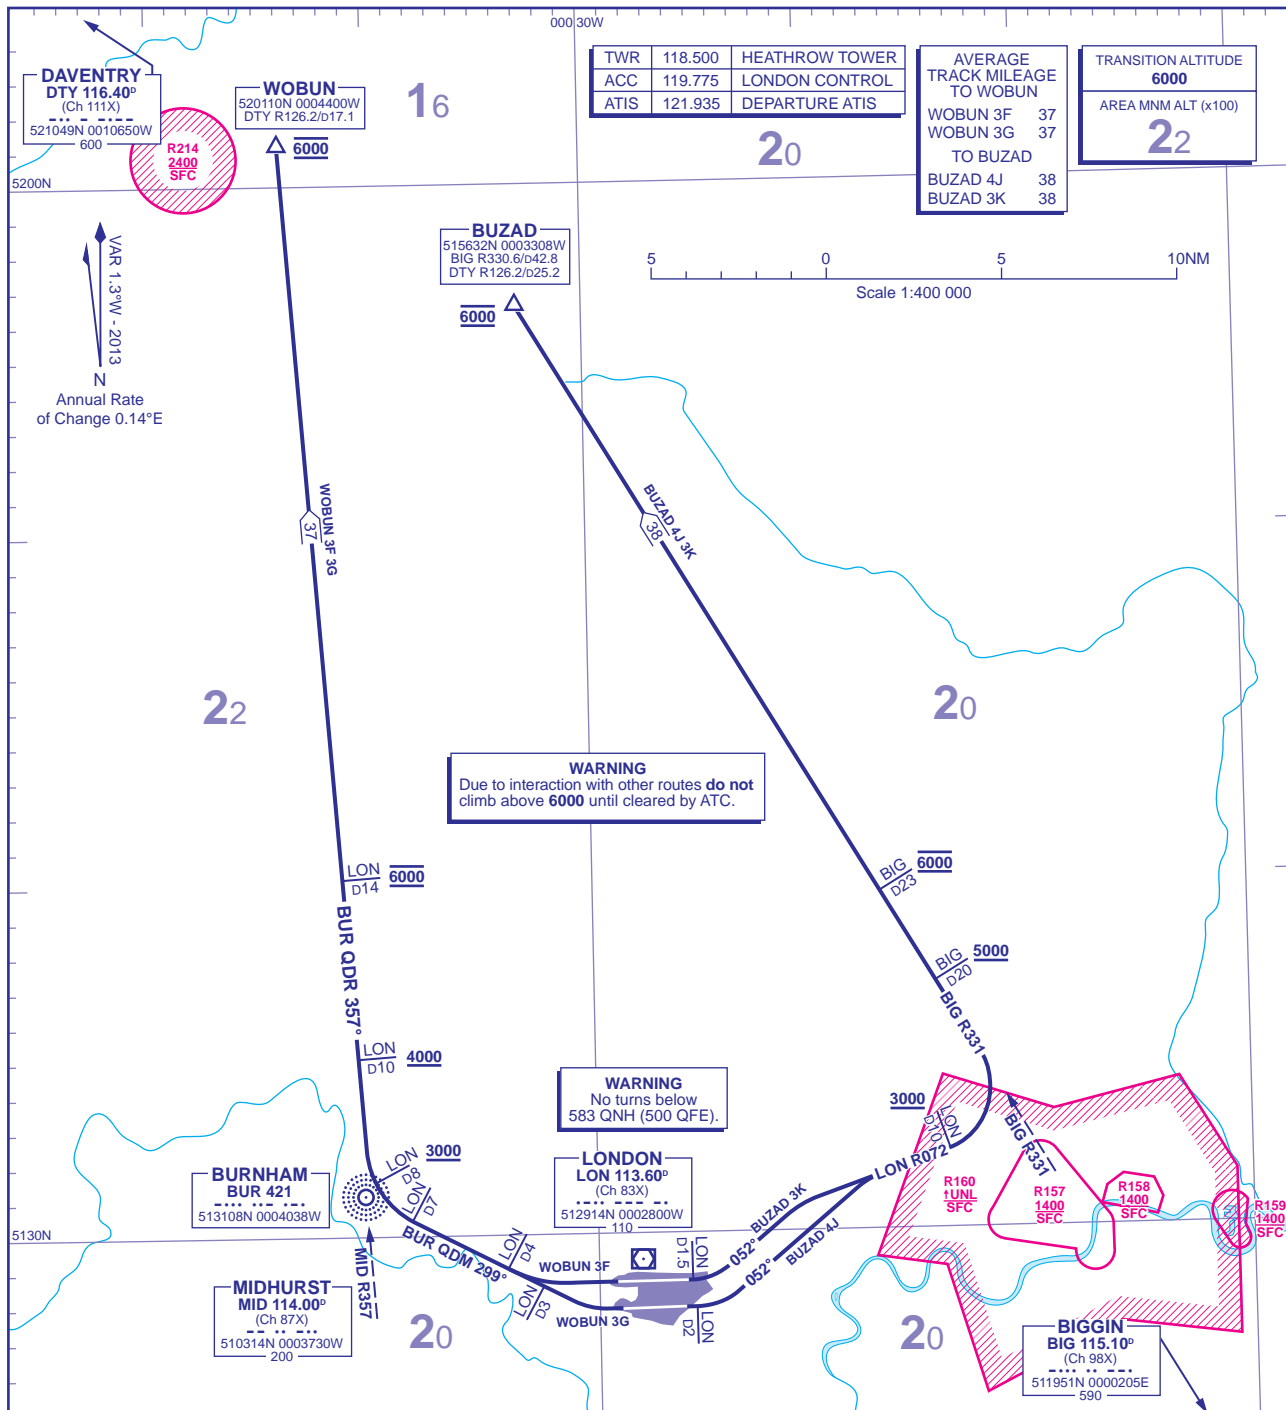 000 30W
DAVENTRY
DTY 116.40D
(Ch 111X)
521049N 0010650W
600
WOBUN
520110N 0004400W
DTY R126.2/D17.1
6000
R214
2400
SFC
16
TWR 118.500 HEATHROW TOWER
ACC 119.775 LONDON CONTROL
ATIS 121.935 DEPARTURE ATIS
AVERAGE
TRACK MILEAGE
TO WOBUN
WOBUN 3F 37
WOBUN 3G 37
TO BUZAD
BUZAD 4J 38
BUZAD 3K 38
TRANSITION ALTITUDE
6000
AREA MNM ALT (x100)
22
20
5200N
VAR 1.3°W - 2013
N
Annual Rate
of Change 0.14°E
BUZAD
515632N 0003308W
BIG R330.6/D42.8
DTY R126.2/D25.2
6000
5 0 5 10NM
Scale 1:400 000
WOBUN 3F 3G
37
BUZAD 4J 3K
38
22
20
WARNING
Due to interaction with other routes do not
climb above 6000 until cleared by ATC.
LON
D14
6000
BIG
D23
6000
BUR QDR 357°
BIG
D20
5000
BIG R331
LON
D10
4000
WARNING
No turns below
583 QNH (500 QFE).
3000
LON
D10
BIG R331
LON
D8
3000
LON
D7
BURNHAM
BUR 421
513108N 0004038W
LONDON
LON 113.60D
(Ch 83X)
512914N 0002800W
110
LON R072
R160
↑UNL
SFC
R157
1400
SFC
R158
1400
SFC
R159
1400
SFC
5130N
MID R357
BUR QDM 299°
LON
D4
LON
D3
WOBUN 3F
WOBUN 3G
LON
D1.5
LON
D2
052°
BUZAD 3K
052°
BUZAD 4J
MIDHURST
MID 114.00D
(Ch 87X)
510314N 0003730W
200
20
20
BIGGIN
BIG 115.10D
(Ch 98X)
511951N 0000205E
590